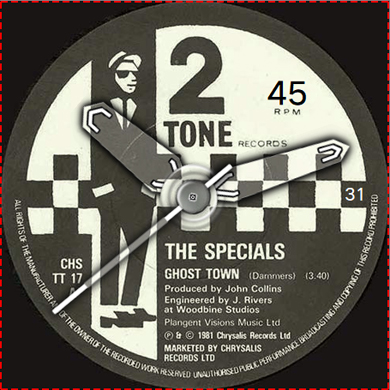 2
TONE
RECORDS
45
RPM
31
CHS
TT 17
THE SPECIALS
GHOST TOWN (Damners) (3.40)
Produced by John Collins
Engineered by J. Rivers
at Woodbine Studios
Plangent Visions Music Ltd
℗ & © 1981 Chrysalis Records Ltd
MARKETED BY CHRYSALIS
RECORDS LTD
ALL RIGHTS OF THE MANUFACTURER AND OF THE OWNER OF THE RECORDED WORK RESERVED UNAUTHORISED PUBLIC PERFORMANCE BROADCASTING AND COPYING OF THIS RECORD PROHIBITED